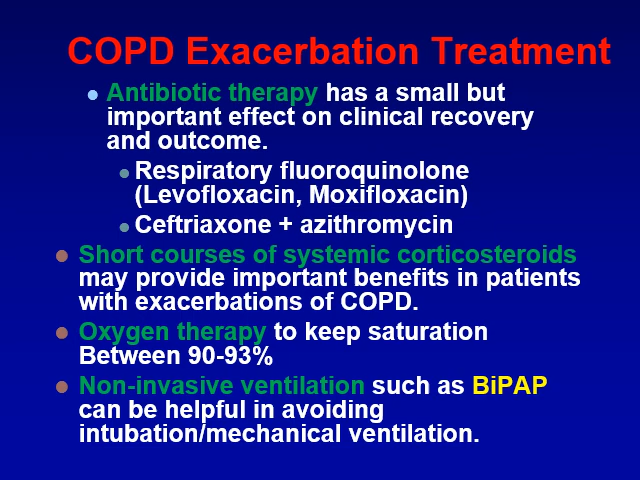 COPD Exacerbation Treatment
Antibiotic therapy has a small but
important effect on clinical recovery
and outcome.
Respiratory fluoroquinolone
(Levofloxacin, Moxifloxacin)
Ceftriaxone + azithromycin
Short courses of systemic corticosteroids
may provide important benefits in patients
with exacerbations of COPD.
Oxygen therapy to keep saturation
Between 90-93%
Non-invasive ventilation such as BiPAP
can be helpful in avoiding
intubation/mechanical ventilation.